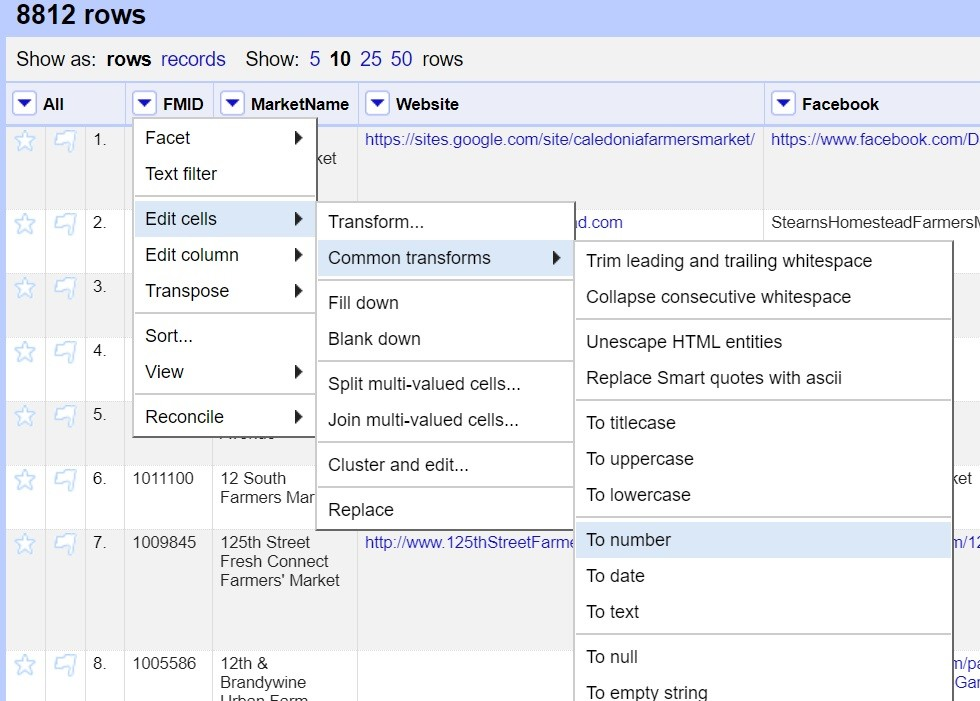 8812 rows
Show as: rows records Show: 5 10 25 50 rows
All FMID MarketName Website Facebook
1. https://sites.google.com/site/caledoniafarmersmarket/ https://www.facebook.com/D
Facet
Text filter
Edit cells
Edit column
Transpose
Sort...
View
Reconcile
Transform...
Common transforms
Fill down
Blank down
Split multi-valued cells...
Join multi-valued cells...
Cluster and edit...
Replace
Trim leading and trailing whitespace
Collapse consecutive whitespace
Unescape HTML entities
Replace Smart quotes with ascii
To titlecase
To uppercase
To lowercase
To number
To date
To text
To null
To empty string
ket
2. d.com StearnsHomesteadFarmersM
3.
4.
5.
6. 1011100 12 South ket
Farmers Mar
7. 1009845 125th Street http://www.125thStreetFarme m/12
Fresh Connect
Farmers' Market
8. 1005586 12th & m/pa
Brandywine Gar
Urban Farm